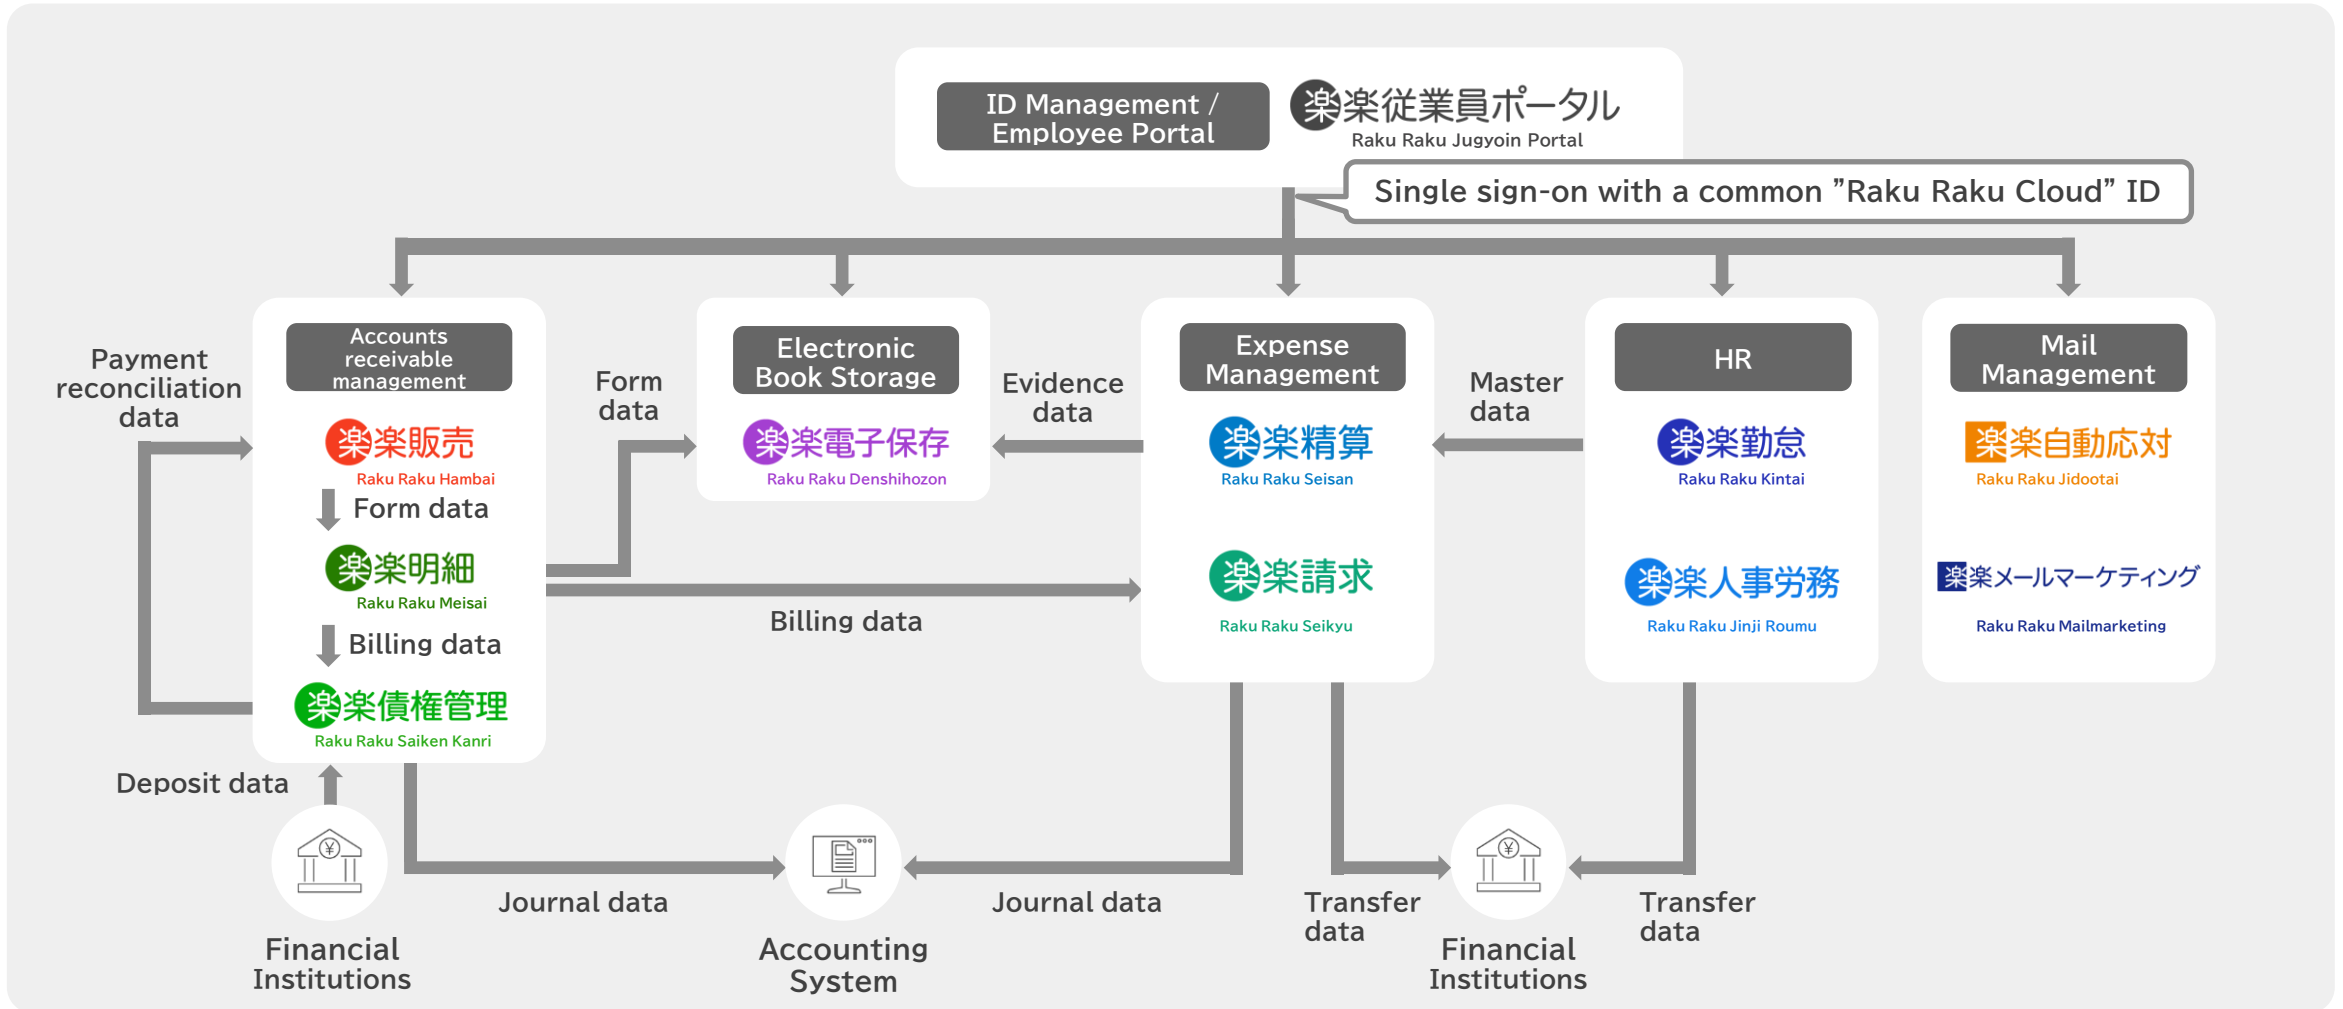 ID Management /
Employee Portal
楽楽従業員ポータル
Raku Raku Jugyoin Portal
Single sign-on with a common ”Raku Raku Cloud” ID
Payment
reconciliation
data
Accounts
receivable
management
楽楽販売
Raku Raku Hambai
Form data
楽楽明細
Raku Raku Meisai
Billing data
楽楽債権管理
Raku Raku Saiken Kanri
Deposit data
Form
data
Electronic
Book Storage
楽楽電子保存
Raku Raku Denshihozon
Evidence
data
Billing data
Expense
Management
楽楽精算
Raku Raku Seisan
楽楽請求
Raku Raku Seikyu
Master
data
HR
楽楽勤怠
Raku Raku Kintai
楽楽人事労務
Raku Raku Jinji Roumu
Mail
Management
楽楽自動応対
Raku Raku Jidootai
楽楽メールマーケティング
Raku Raku Mailmarketing
¥
Financial
Institutions
Journal data
Accounting
System
Journal data
Transfer
data
¥
Financial
Institutions
Transfer
data